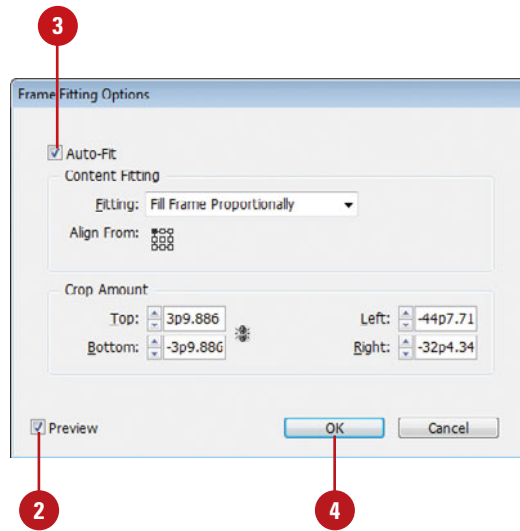 3
Frame Fitting Options
Auto-Fit
Content Fitting
Fitting: Fill Frame Proportionally
Align From:
Crop Amount
Top: 3p9.886 Left: -44p7.71
Bottom: -3p9.886 Right: -32p4.34
Preview OK Cancel
2 4